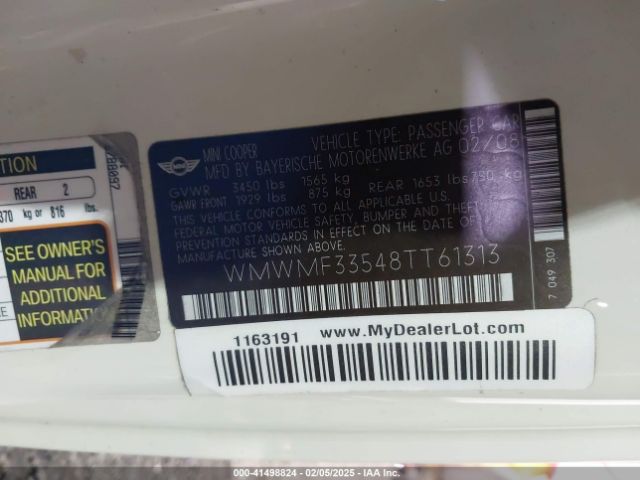 TION
REAR 2
370 kg or 816 lbs.
SEE OWNER'S
MANUAL FOR
ADDITIONAL
INFORMATION
MINI
MINI COOPER VEHICLE TYPE: PASSENGER CAR
MFD BY BAYERISCHE MOTORENWERKE AG 02/08
GVWR 3450 lbs 1565 kg
GAWR FRONT 1929 lbs 875 kg REAR 1653 lbs 750 kg
THIS VEHICLE CONFORMS TO ALL APPLICABLE FEDERAL
MOTOR VEHICLE SAFETY, BUMPER AND THEFT
PREVENTION STANDARDS IN EFFECT ON THE DATE OF
MANUFACTURE SHOWN ABOVE.
WMWMF33548TT61313
7 049 307
1163191 www.MyDealerLot.com
000-41498824 | 02/05/2025 - IAA Inc.